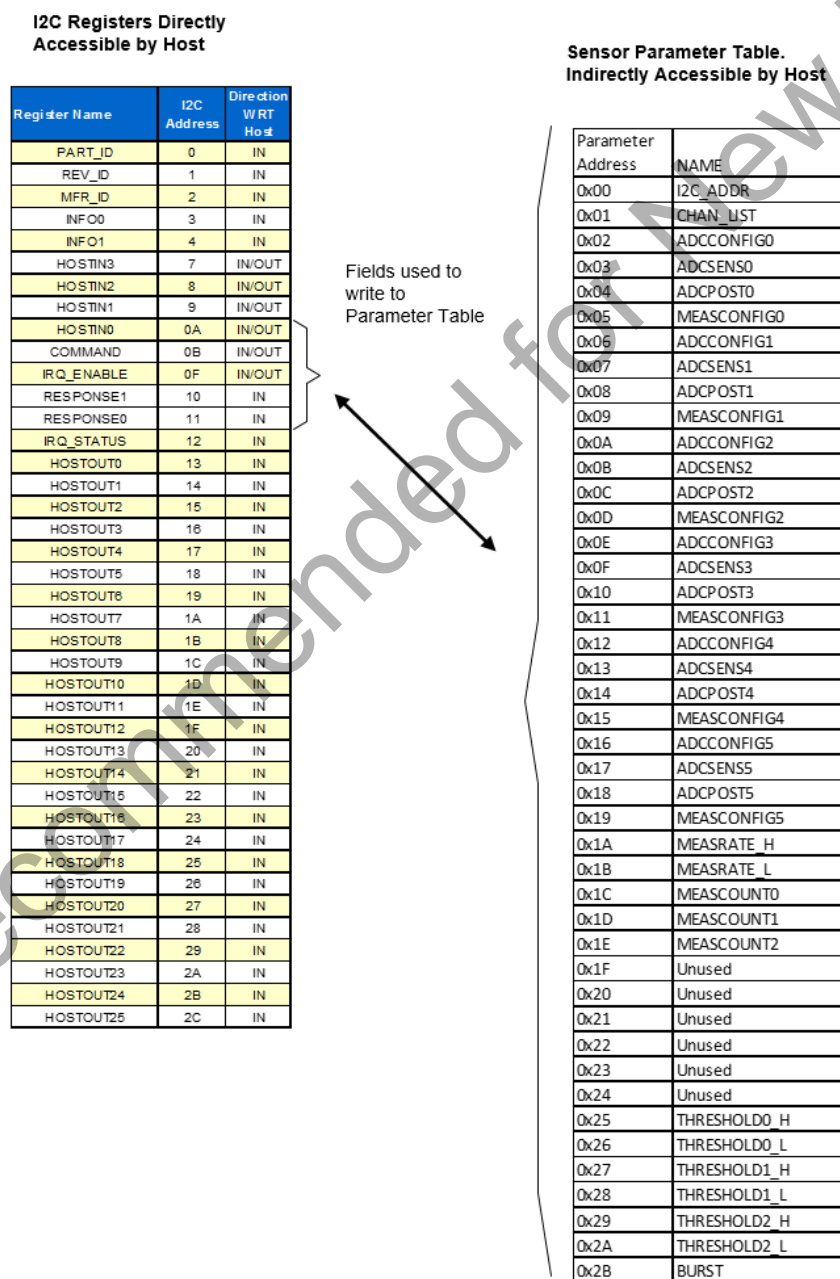 I2C Registers Directly
Accessible by Host
Register Name I2C Address Direction WRT Host
PART_ID 0 IN
REV_ID 1 IN
MFR_ID 2 IN
INFO0 3 IN
INFO1 4 IN
HOSTIN3 7 IN/OUT
HOSTIN2 8 IN/OUT
HOSTIN1 9 IN/OUT
HOSTIN0 0A IN/OUT
COMMAND 0B IN/OUT
IRQ_ENABLE 0F IN/OUT
RESPONSE1 10 IN
RESPONSE0 11 IN
IRQ_STATUS 12 IN
HOSTOUT0 13 IN
HOSTOUT1 14 IN
HOSTOUT2 15 IN
HOSTOUT3 16 IN
HOSTOUT4 17 IN
HOSTOUT5 18 IN
HOSTOUT6 19 IN
HOSTOUT7 1A IN
HOSTOUT8 1B IN
HOSTOUT9 1C IN
HOSTOUT10 1D IN
HOSTOUT11 1E IN
HOSTOUT12 1F IN
HOSTOUT13 20 IN
HOSTOUT14 21 IN
HOSTOUT15 22 IN
HOSTOUT16 23 IN
HOSTOUT17 24 IN
HOSTOUT18 25 IN
HOSTOUT19 26 IN
HOSTOUT20 27 IN
HOSTOUT21 28 IN
HOSTOUT22 29 IN
HOSTOUT23 2A IN
HOSTOUT24 2B IN
HOSTOUT25 2C IN
Fields used to
write to
Parameter Table
Sensor Parameter Table.
Indirectly Accessible by Host
Parameter
Address NAME
0x00 I2C_ADDR
0x01 CHAN_LIST
0x02 ADCCONFIG0
0x03 ADCSENS0
0x04 ADCPOST0
0x05 MEASCONFIG0
0x06 ADCCONFIG1
0x07 ADCSENS1
0x08 ADCPOST1
0x09 MEASCONFIG1
0x0A ADCCONFIG2
0x0B ADCSENS2
0x0C ADCPOST2
0x0D MEASCONFIG2
0x0E ADCCONFIG3
0x0F ADCSENS3
0x10 ADCPOST3
0x11 MEASCONFIG3
0x12 ADCCONFIG4
0x13 ADCSENS4
0x14 ADCPOST4
0x15 MEASCONFIG4
0x16 ADCCONFIG5
0x17 ADCSENS5
0x18 ADCPOST5
0x19 MEASCONFIG5
0x1A MEASRATE_H
0x1B MEASRATE_L
0x1C MEASCOUNT0
0x1D MEASCOUNT1
0x1E MEASCOUNT2
0x1F Unused
0x20 Unused
0x21 Unused
0x22 Unused
0x23 Unused
0x24 Unused
0x25 THRESHOLD0_H
0x26 THRESHOLD0_L
0x27 THRESHOLD1_H
0x28 THRESHOLD1_L
0x29 THRESHOLD2_H
0x2A THRESHOLD2_L
0x2B BURST
ecommended for New